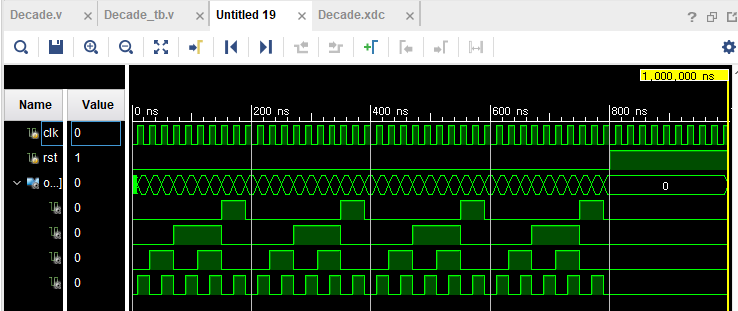 Decade.v Decade_tb.v Untitled 19 Decade.xdc
1,000,000 ns
Name Value
0 ns 200 ns 400 ns 600 ns 800 ns
clk 0
rst 1
o...] 0 0
0
0
0
0